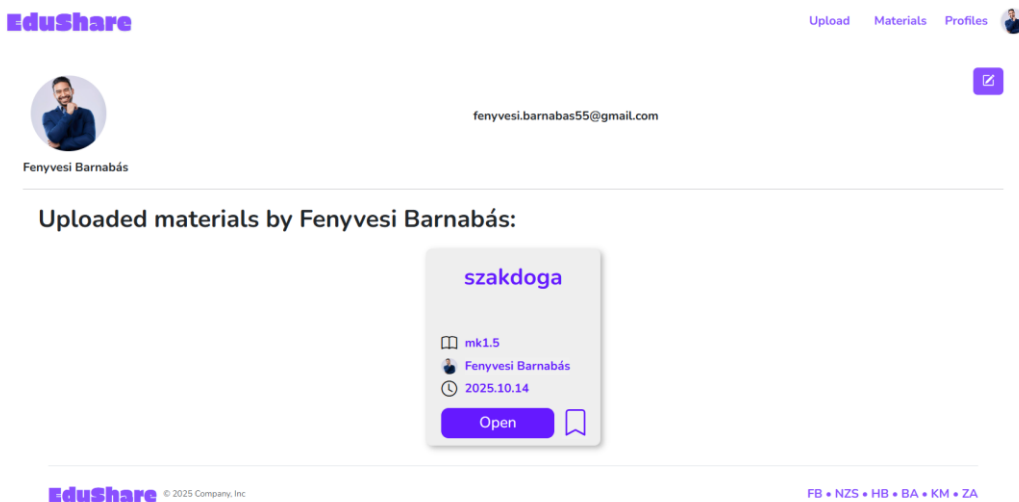 EduShare
Upload Materials Profiles
fenyvesi.barnabas55@gmail.com
Fenyvesi Barnabás
Uploaded materials by Fenyvesi Barnabás:
szakdoga
mk1.5
Fenyvesi Barnabás
2025.10.14
Open
EduShare © 2025 Company, Inc
FB • NZS • HB • BA • KM • ZA